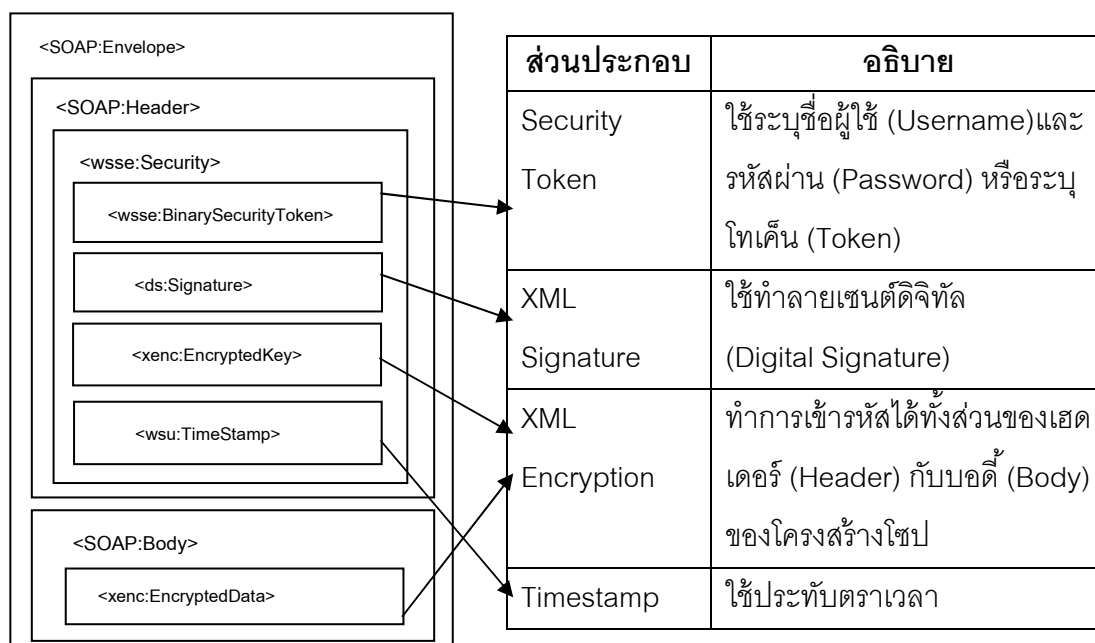 <SOAP:Envelope>
<SOAP:Header>
<wsse:Security>
<wsse:BinarySecurityToken>
<ds:Signature>
<xenc:EncryptedKey>
<wsu:TimeStamp>
<SOAP:Body>
<xenc:EncryptedData>
ส่วนประกอบ
อธิบาย
Security
Token
ใช้ระบุชื่อผู้ใช้ (Username)และ
รหัสผ่าน (Password) หรือระบุ
โทเค็น (Token)
XML
Signature
ใช้ทำลายเซนต์ดิจิทัล
(Digital Signature)
XML
Encryption
ทำการเข้ารหัสได้ทั้งส่วนของเฮด
เดอร์ (Header) กับบอดี้ (Body)
ของโครงสร้างโซป
Timestamp
ใช้ประทับตราเวลา